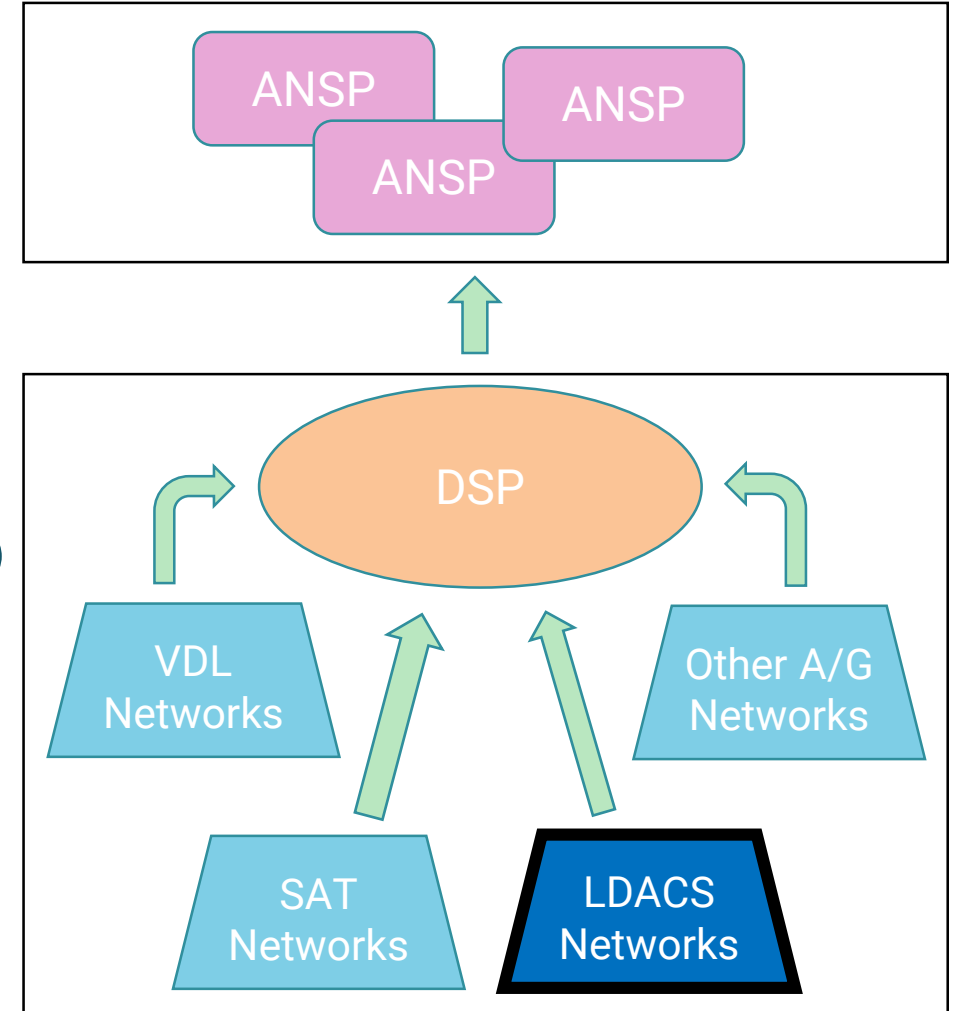 ANSP
ANSP
ANSP
DSP
)
VDL
Networks
Other A/G
Networks
SAT
Networks
LDACS
Networks